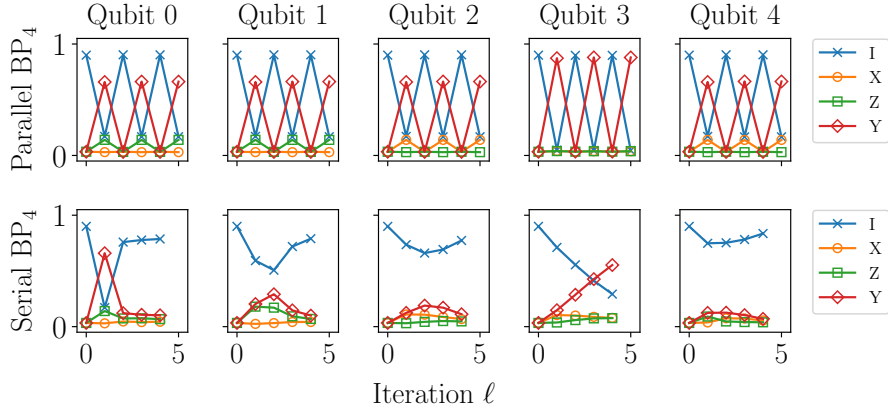 Qubit 0 Qubit 1 Qubit 2 Qubit 3 Qubit 4
Parallel BP4
1
0
I
X
Z
Y
Serial BP4
1
0
I
X
Z
Y
0 5 0 5 0 5 0 5 0 5
Iteration ℓ